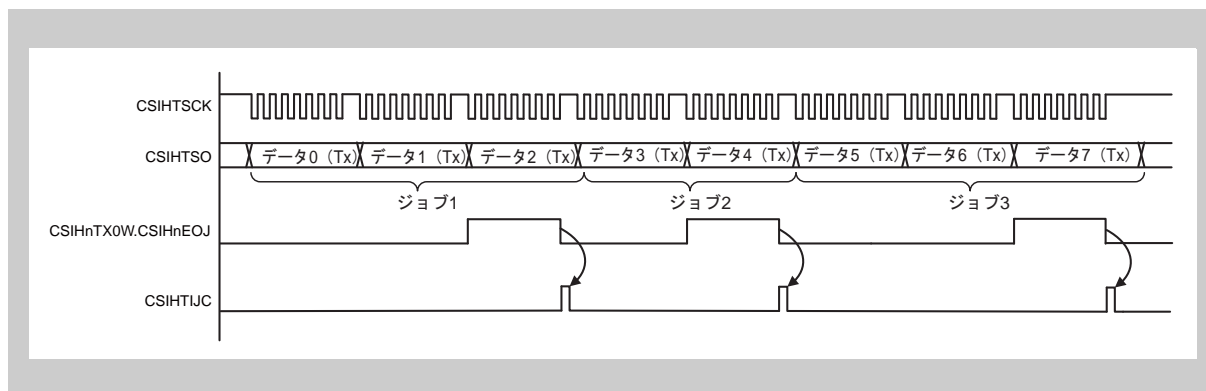 CSIHTSCK
CSIHTSO
データ0（Tx） データ1（Tx） データ2（Tx） データ3（Tx） データ4（Tx） データ5（Tx） データ6（Tx） データ7（Tx）
ジョブ1 ジョブ2 ジョブ3
CSIHnTX0W.CSIHnEOJ
CSIHTIJC